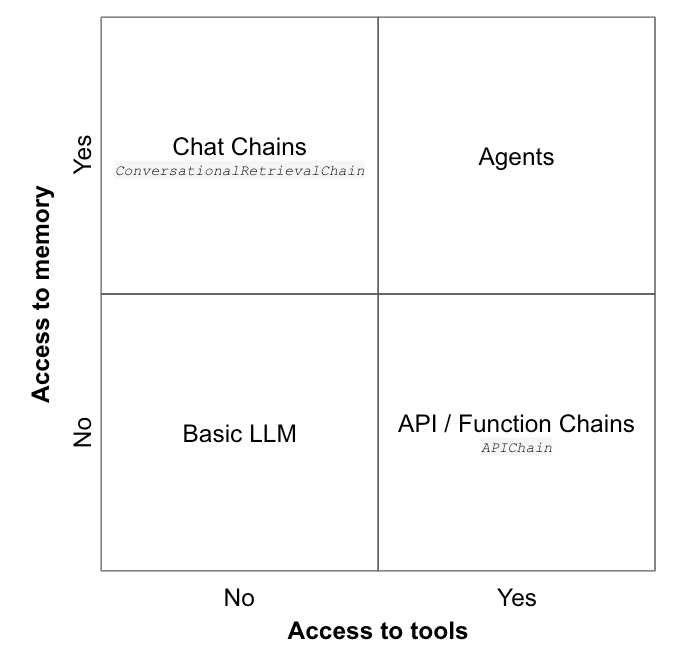 Access to memory
Yes
No
Chat Chains
ConversationalRetrievalChain
Agents
Basic LLM
API / Function Chains
APIChain
No
Yes
Access to tools